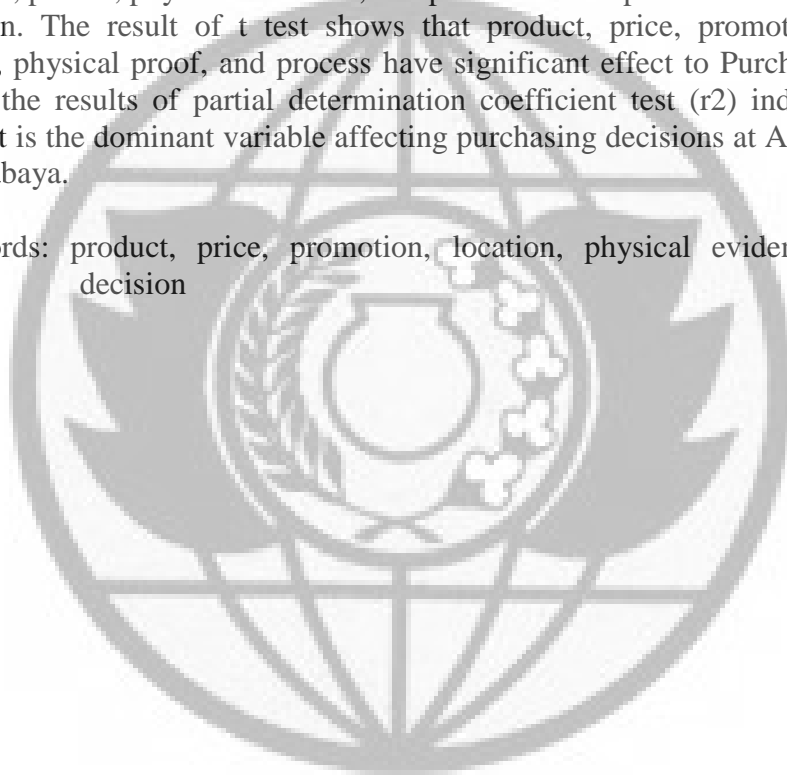 n. The result of t test shows that product, price, promot
, physical proof, and process have significant effect to Purch
the results of partial determination coefficient test (r2) ind
t is the dominant variable affecting purchasing decisions at A
abaya.
rds: product, price, promotion, location, physical eviden
decision